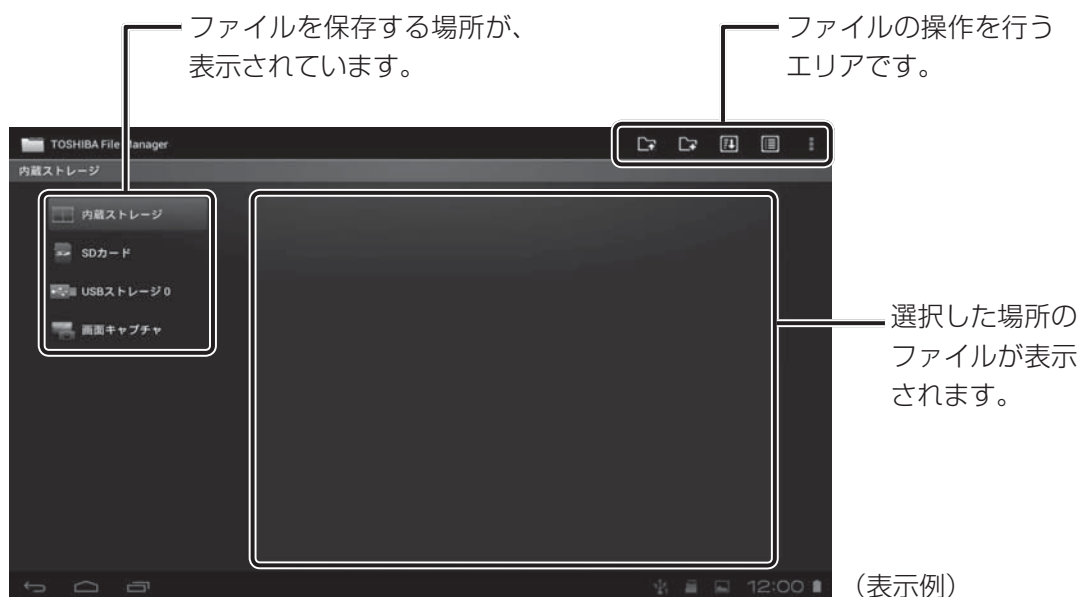 ファイルを保存する場所が、
表示されています。
ファイルの操作を行う
エリアです。
TOSHIBA File Manager
内蔵ストレージ
内蔵ストレージ
SDカード
USBストレージ 0
画面キャプチャ
選択した場所の
ファイルが表示
されます。
12:00
（表示例）